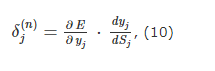 δ_j^{(n)} = ∂E/∂y_j · dy_j/dS_j, (10)